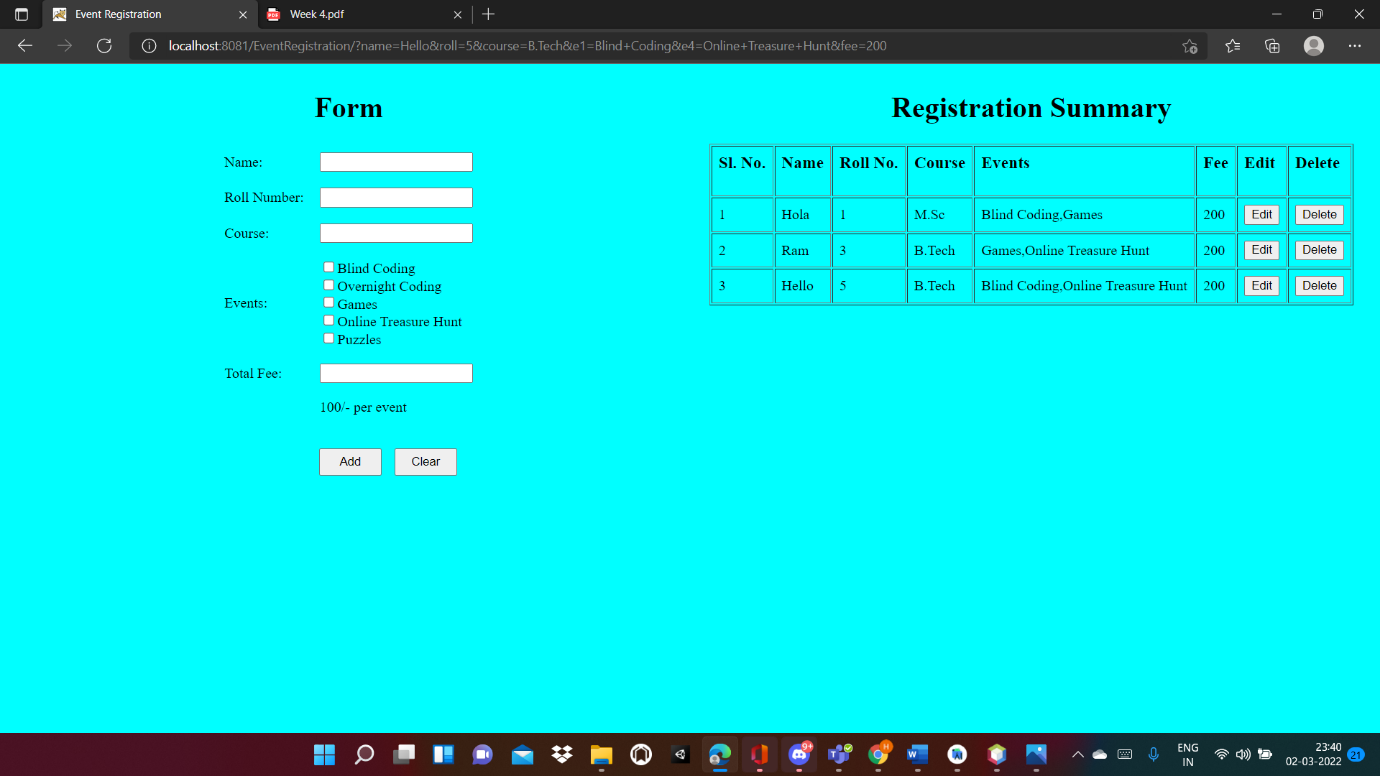 Event Registration
Week 4.pdf
localhost:8081/EventRegistration/?name=Hello&roll=5&course=B.Tech&e1=Blind+Coding&e4=Online+Treasure+Hunt&fee=200
Form
Name:
Roll Number:
Course:
Events:
Blind Coding
Overnight Coding
Games
Online Treasure Hunt
Puzzles
Total Fee:
100/- per event
Add Clear
Registration Summary
Sl. No. Name Roll No. Course Events Fee Edit Delete
1 Hola 1 M.Sc Blind Coding,Games 200 Edit Delete
2 Ram 3 B.Tech Games,Online Treasure Hunt 200 Edit Delete
3 Hello 5 B.Tech Blind Coding,Online Treasure Hunt 200 Edit Delete
9+
H
ENG
IN
23:40
02-03-2022
21